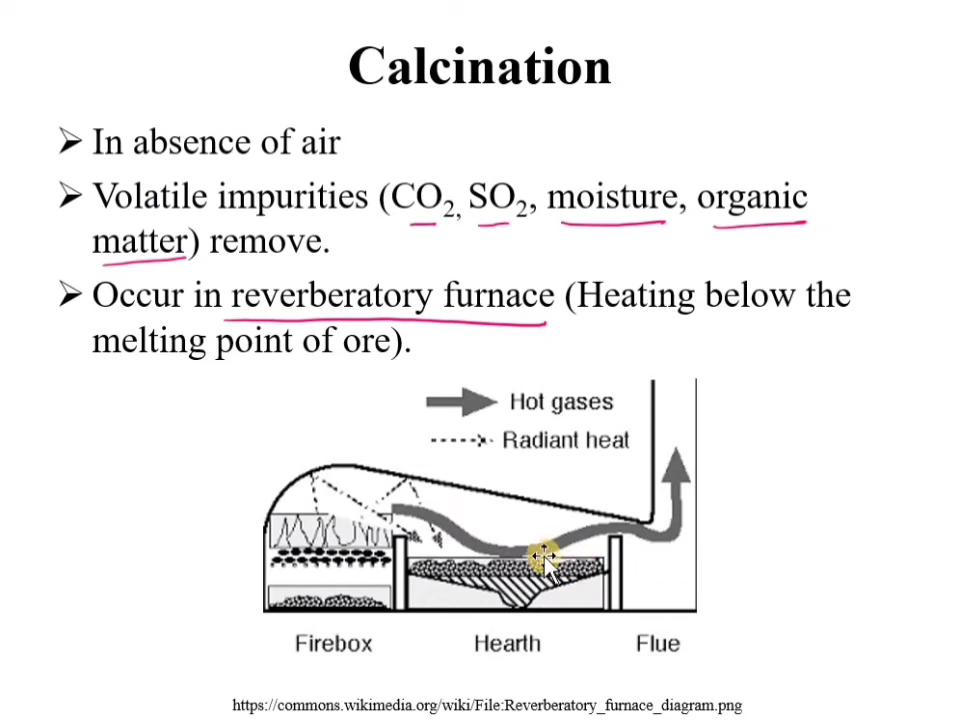 Calcination
➢ In absence of air
➢ Volatile impurities (CO₂, SO₂, moisture, organic
matter) remove.
➢ Occur in reverberatory furnace (Heating below the
melting point of ore).
Hot gases
Radiant heat
Firebox Hearth Flue
https://commons.wikimedia.org/wiki/File:Reverberatory_furnace_diagram.png